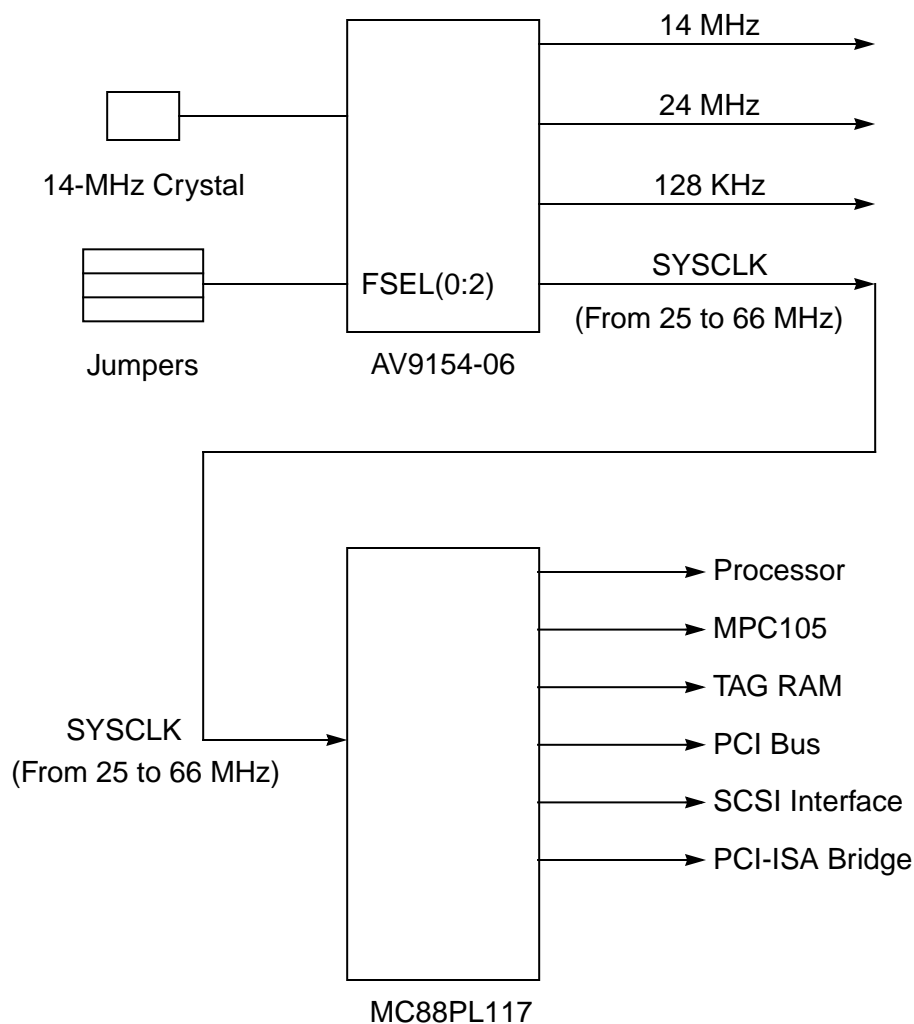 14 MHz
24 MHz
14-MHz Crystal
128 KHz
FSEL(0:2)
SYSCLK
(From 25 to 66 MHz)
Jumpers
AV9154-06
Processor
MPC105
TAG RAM
SYSCLK
(From 25 to 66 MHz)
PCI Bus
SCSI Interface
PCI-ISA Bridge
MC88PL117